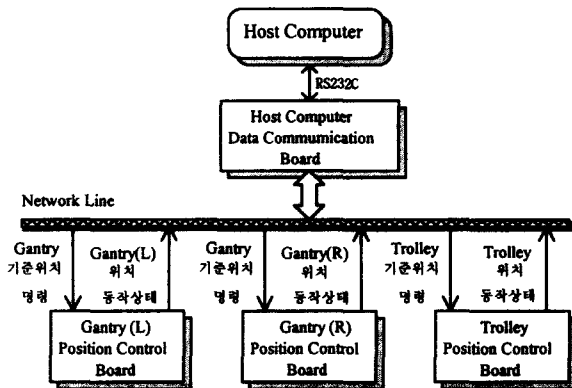 Host Computer
RS232C
Host Computer
Data Commumication
Board
Network Line
Gantry
기준위치
명령
Gantry(L)
위치
동작상태
Gantry
기준위치
명령
Gantry(R)
위치
동작상태
Trolley
기준위치
명령
Trolley
위치
동작상태
Gantry (L)
Position Control
Board
Gantry (R)
Position Control
Board
Trolley
Position Control
Board